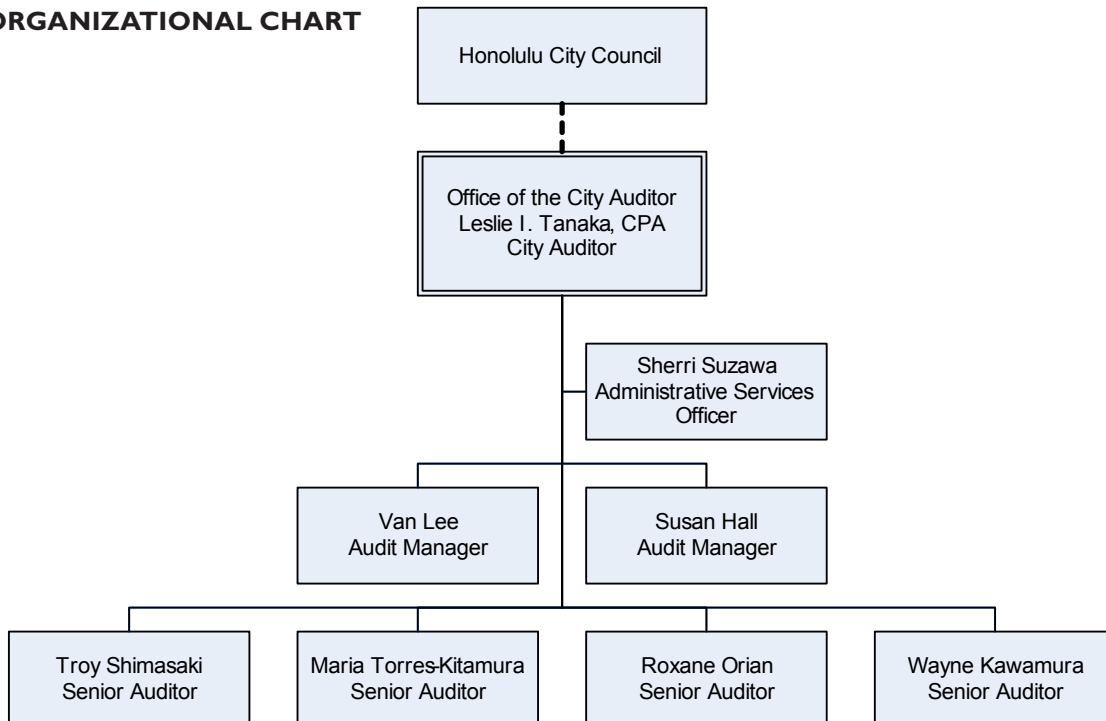 ORGANIZATIONAL CHART
Honolulu City Council
Office of the City Auditor
Leslie I. Tanaka, CPA
City Auditor
Sherri Suzawa
Administrative Services
Officer
Van Lee
Audit Manager
Susan Hall
Audit Manager
Troy Shimasaki
Senior Auditor
Maria Torres-Kitamura
Senior Auditor
Roxane Orian
Senior Auditor
Wayne Kawamura
Senior Auditor